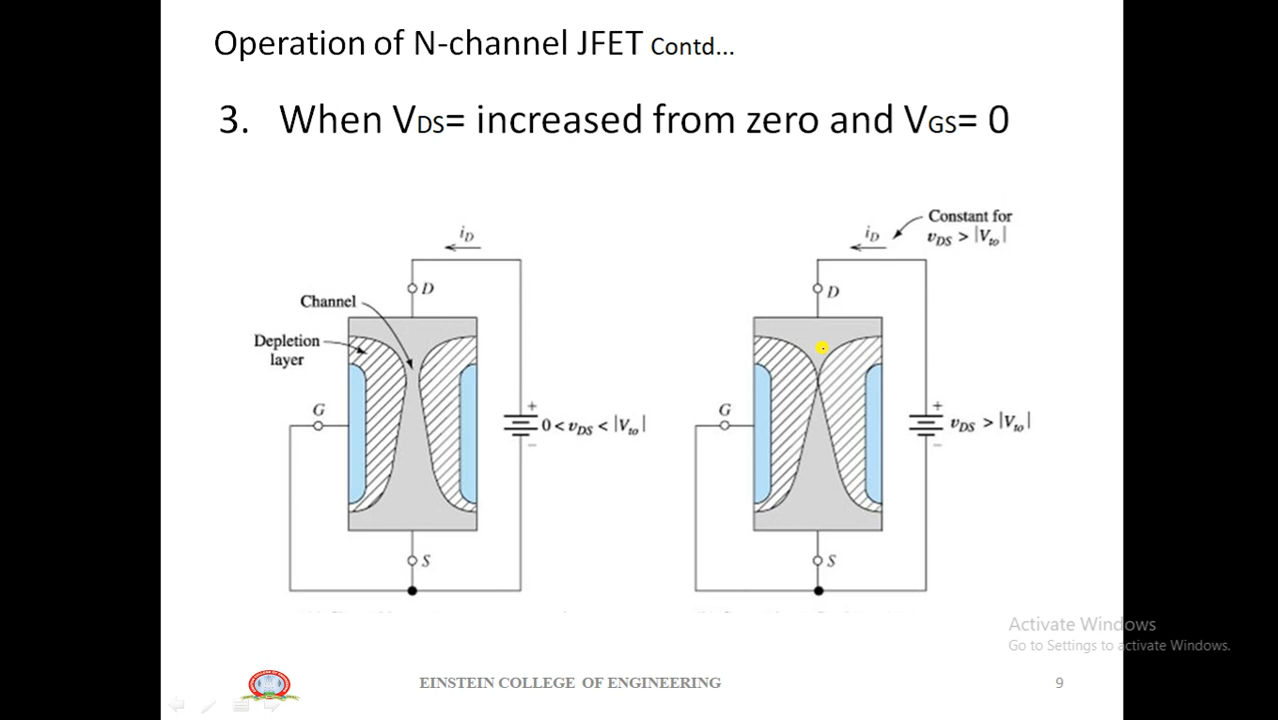 Operation of N-channel JFET Contd...
3. When VDS= increased from zero and VGS= 0
iD
D
Channel
Depletion
layer
G
+
0 < vDS < |Vto|
−
S
Constant for
vDS > |Vto|
iD
D
G
+
vDS > |Vto|
−
S
Activate Windows
Go to Settings to activate Windows.
EINSTEIN COLLEGE OF ENGINEERING
9